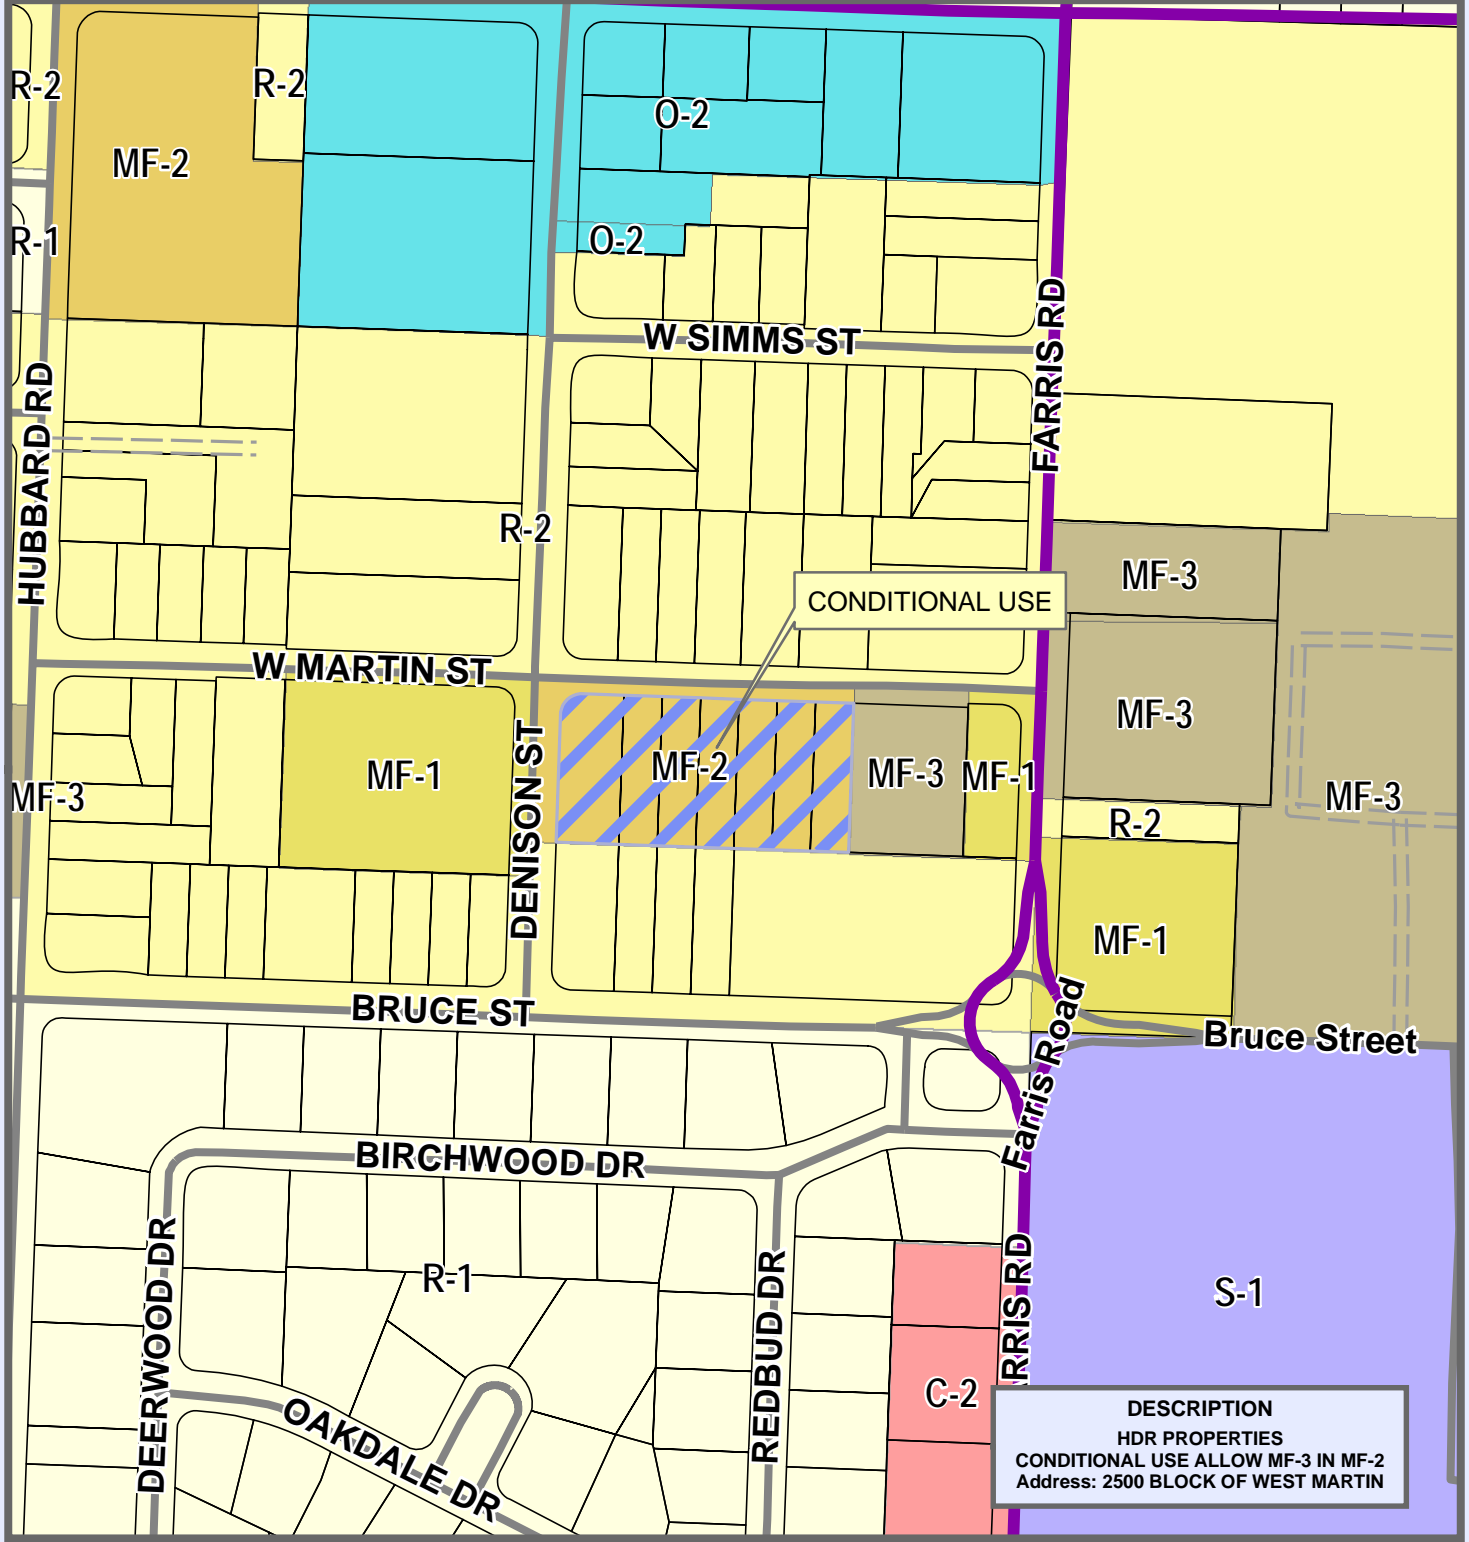 R-2
R-2
MF-2
O-2
R-1
O-2
W SIMMS ST
FARRIS RD
HUBBARD RD
R-2
MF-3
CONDITIONAL USE
W MARTIN ST
MF-3
MF-1
DENISON ST
MF-2
MF-3
MF-1
MF-3
MF-3
R-2
MF-1
BRUCE ST
Farris Road
Bruce Street
BIRCHWOOD DR
DEERWOOD DR
R-1
REDBUD DR
RRIS RD
S-1
C-2
OAKDALE DR
DESCRIPTION
HDR PROPERTIES
CONDITIONAL USE ALLOW MF-3 IN MF-2
Address: 2500 BLOCK OF WEST MARTIN